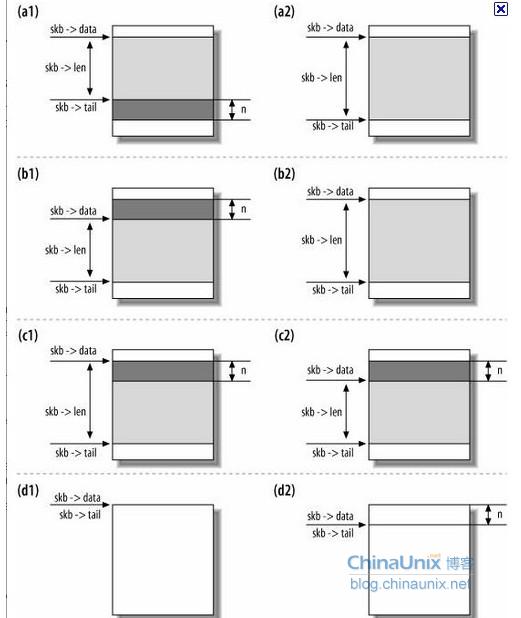 (a1)
skb -> data
skb -> len
skb -> tail
n
(a2)
skb -> data
skb -> len
skb -> tail
(b1)
skb -> data
skb -> len
skb -> tail
n
(b2)
skb -> data
skb -> len
skb -> tail
(c1)
skb -> data
skb -> len
skb -> tail
n
(c2)
skb -> data
skb -> len
skb -> tail
n
(d1)
skb -> data
skb -> tail
(d2)
skb -> data
skb -> tail
n
ChinaUnix.net 博客
blog.chinaunix.net